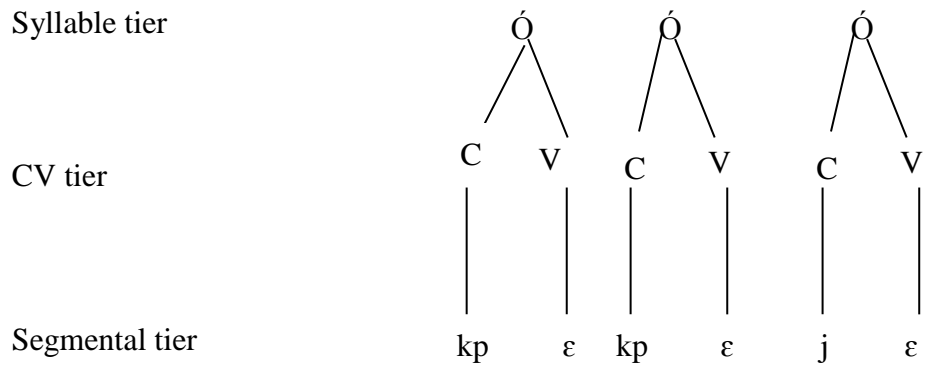 Syllable tier Ó Ó Ó
CV tier C V C V C V
Segmental tier kp ɛ kp ɛ j ɛ